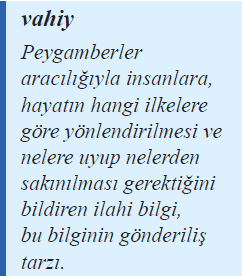 vahiy
Peygamberler
aracılığıyla insanlara,
hayatın hangi ilkelere
göre yönlendirilmesi ve
nelere uyup nelerden
sakınılması gerektiğini
bildiren ilahi bilgi,
bu bilginin gönderiliş
tarzı.